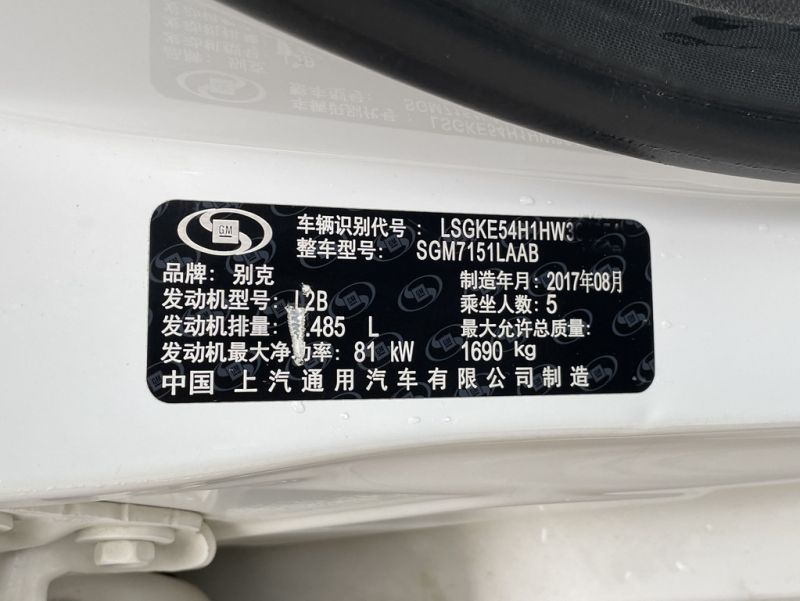 GM
车辆识别代号: LSGKE54H1HW3
整车型号: SGM7151LAAB
品牌: 别克
制造年月: 2017年08月
发动机型号: L2B
乘坐人数: 5
发动机排量: .485 L
最大允许总质量:
发动机最大净功率: 81 kW
1690 kg
中国 上汽通用汽车有限公司制造